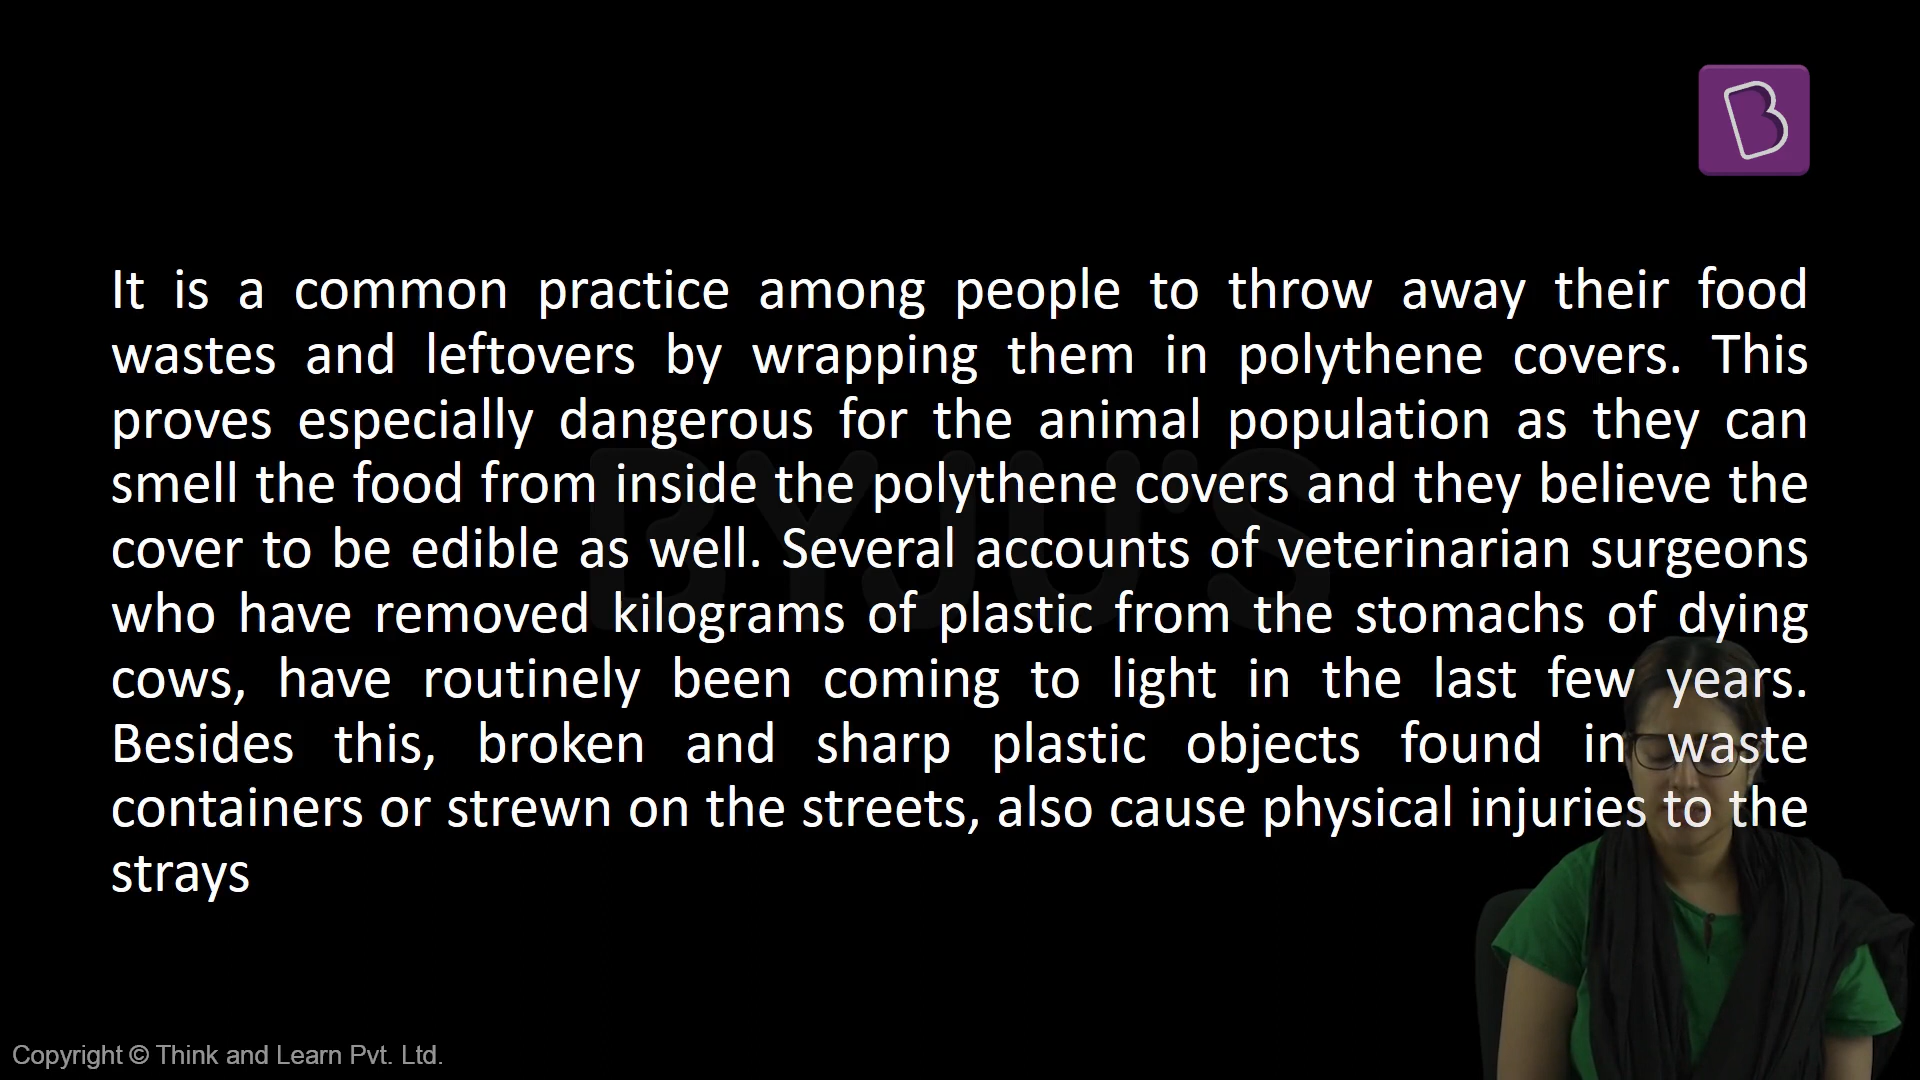 It is a common practice among people to throw away their food
wastes and leftovers by wrapping them in polythene covers. This
proves especially dangerous for the animal population as they can
smell the food from inside the polythene covers and they believe the
cover to be edible as well. Several accounts of veterinarian surgeons
who have removed kilograms of plastic from the stomachs of dying
cows, have routinely been coming to light in the last few years.
Besides this, broken and sharp plastic objects found in waste
containers or strewn on the streets, also cause physical injuries to the
strays
BYJU'S
Copyright © Think and Learn Pvt. Ltd.